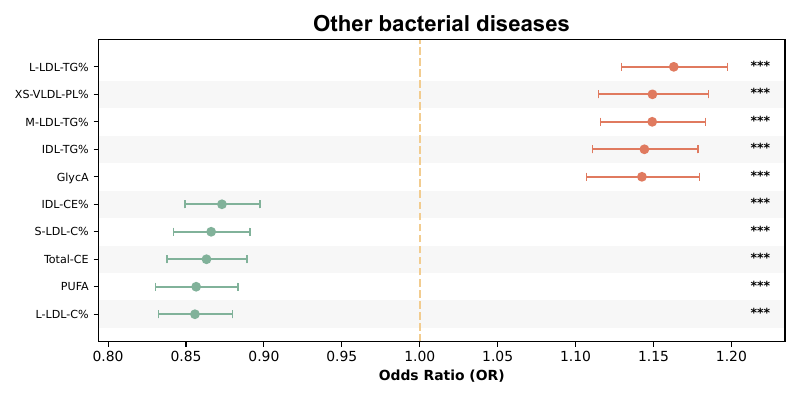 Other bacterial diseases
L-LDL-TG% ***
XS-VLDL-PL% ***
M-LDL-TG% ***
IDL-TG% ***
GlycA ***
IDL-CE% ***
S-LDL-C% ***
Total-CE ***
PUFA ***
L-LDL-C% ***
0.80 0.85 0.90 0.95 1.00 1.05 1.10 1.15 1.20
Odds Ratio (OR)